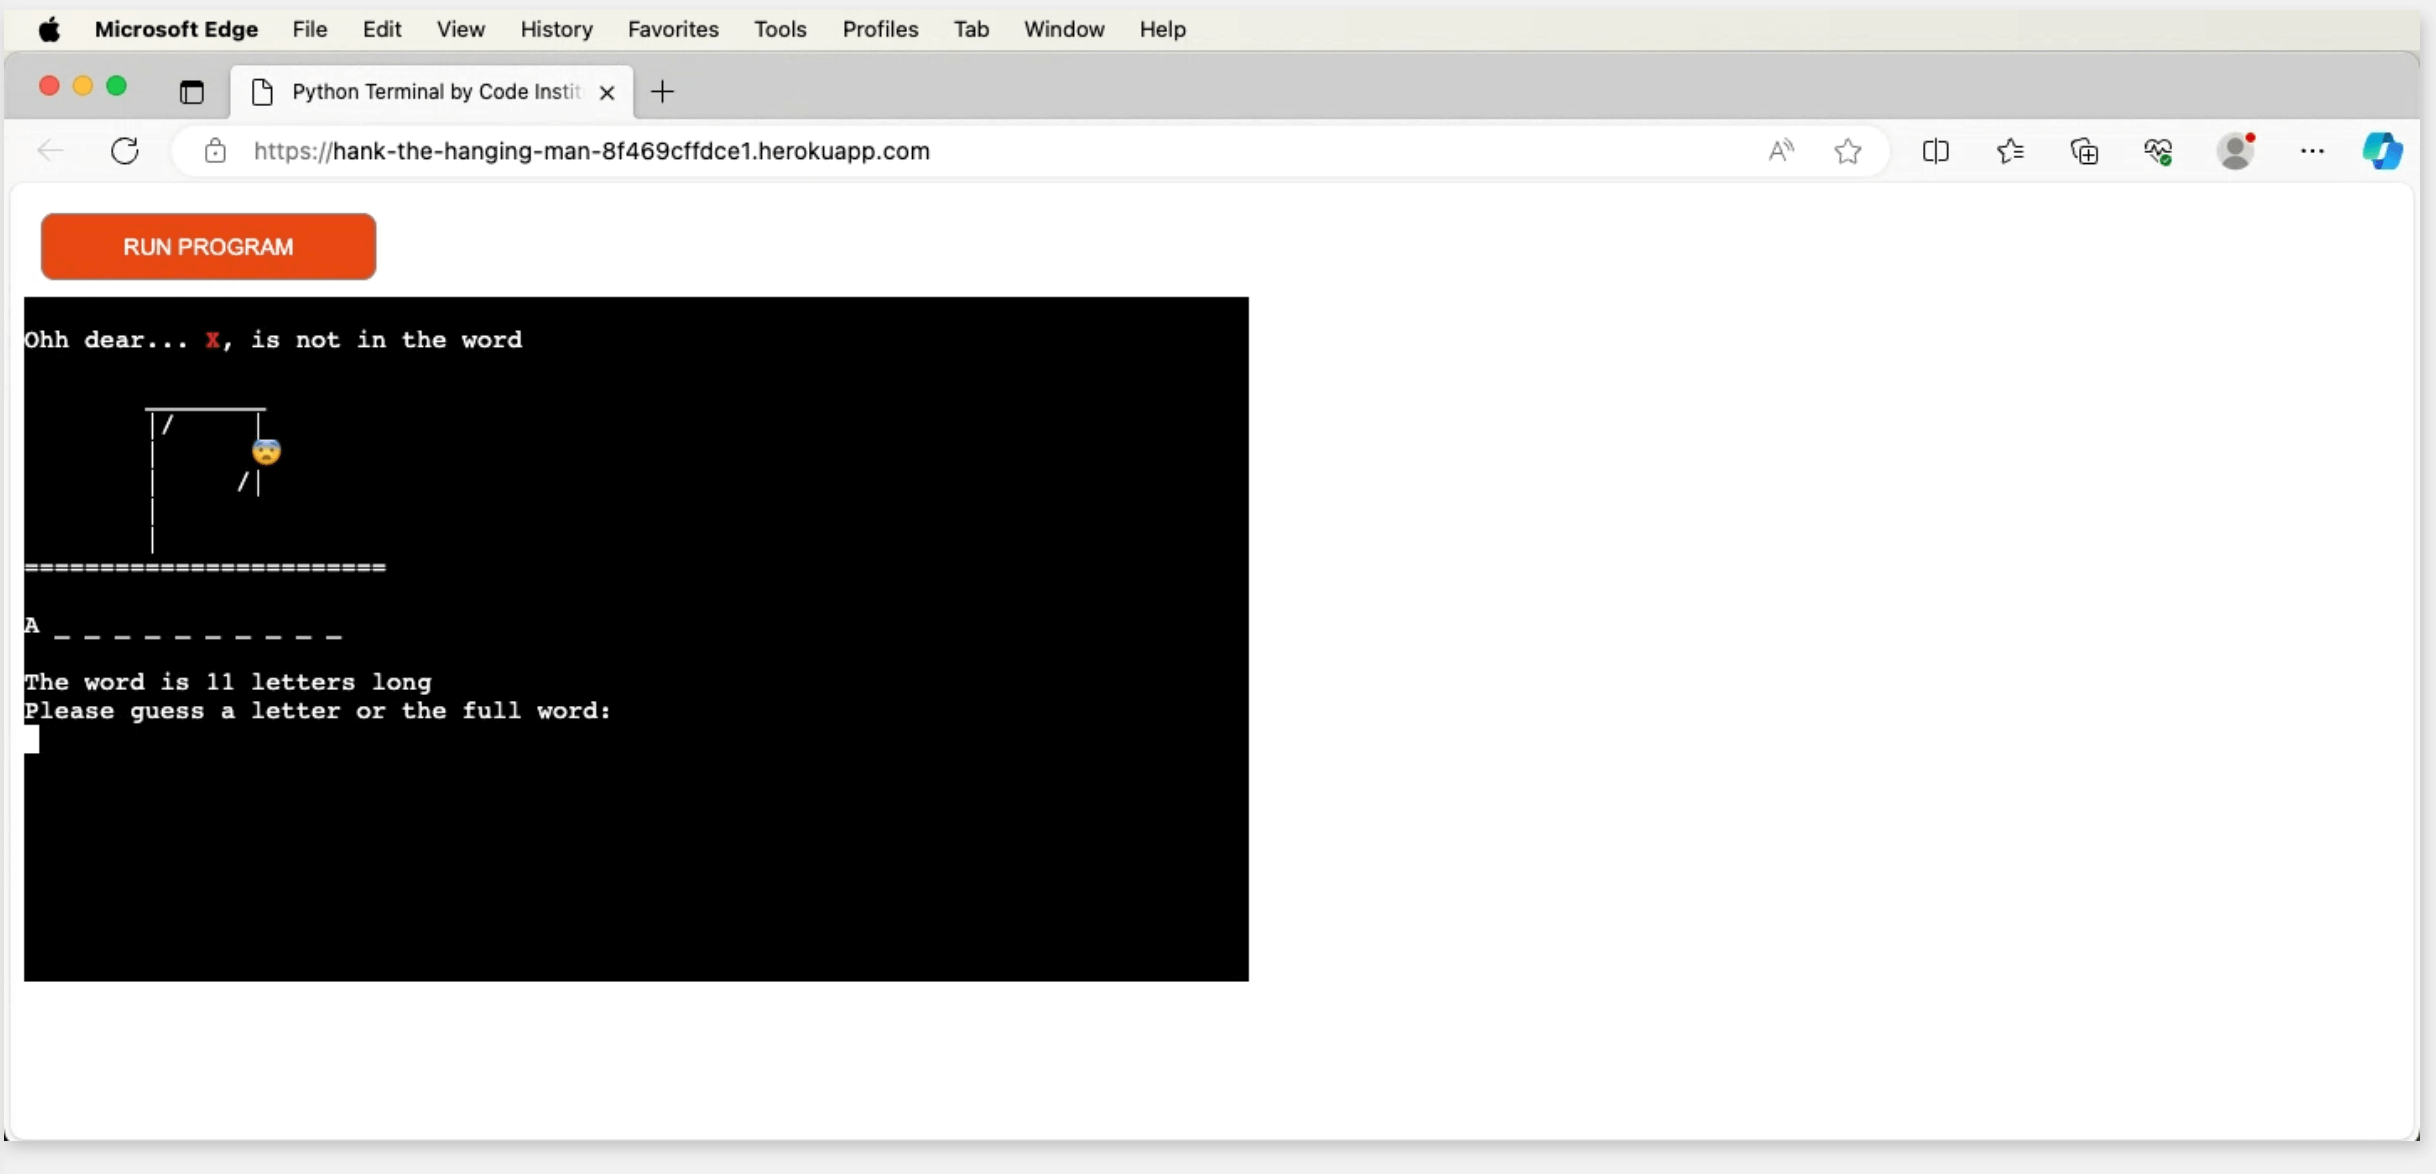 Microsoft Edge File Edit View History Favorites Tools Profiles Tab Window Help
Python Terminal by Code Instit
https://hank-the-hanging-man-8f469cffdce1.herokuapp.com
RUN PROGRAM
Ohh dear... X, is not in the word
________
|/      |
|
|      /|
|
|
========================
A _ _ _ _ _ _ _ _ _ _
The word is 11 letters long
Please guess a letter or the full word: